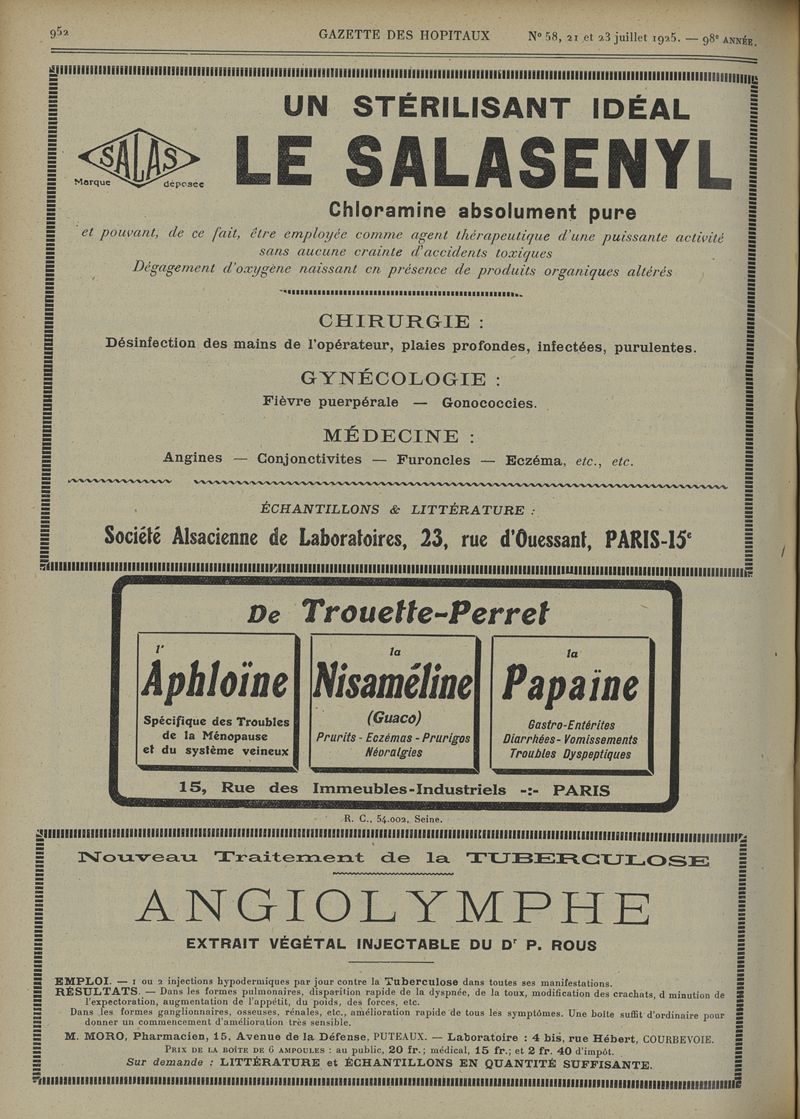 952 GAZETTE DES HOPITAUX N° 58, 21 et 23 juillet 1925. — 98e ANNÉE.
UN STÉRILISANT IDÉAL
SALAS
Marque déposée
LE SALASENYL
Chloramine absolument pure
et pouvant, de ce fait, être employée comme agent thérapeutique d'une puissante activité
sans aucune crainte d'accidents toxiques
Dégagement d'oxygène naissant en présence de produits organiques altérés
CHIRURGIE :
Désinfection des mains de l'opérateur, plaies profondes, infectées, purulentes.
GYNÉCOLOGIE :
Fièvre puerpérale — Gonococcies.
MÉDECINE :
Angines — Conjonctivites — Furoncles — Eczéma, etc., etc.
ÉCHANTILLONS & LITTÉRATURE :
Société Alsacienne de Laboratoires, 23, rue d'Ouessant, PARIS-15e
De Trouette-Perret
l'
Aphloïne
Spécifique des Troubles
de la Ménopause
et du système veineux
la
Nisaméline
(Guaco)
Prurits - Eczémas - Prurigos
Névralgies
la
Papaïne
Gastro-Entérites
Diarrhées - Vomissements
Troubles Dyspeptiques
15, Rue des Immeubles-Industriels -:- PARIS
R. C., 54.002, Seine.
Nouveau Traitement de la TUBERCULOSE
ANGIOLYMPHE
EXTRAIT VÉGÉTAL INJECTABLE DU Dr P. ROUS
EMPLOI. — 1 ou 2 injections hypodermiques par jour contre la Tuberculose dans toutes ses manifestations.
RÉSULTATS. — Dans les formes pulmonaires, disparition rapide de la dyspnée, de la toux, modification des crachats, d minution de
l'expectoration, augmentation de l'appétit, du poids, des forces, etc.
Dans les formes ganglionnaires, osseuses, rénales, etc., amélioration rapide de tous les symptômes. Une boîte suffit d'ordinaire pour
donner un commencement d'amélioration très sensible.
M. MORO, Pharmacien, 15, Avenue de la Défense, PUTEAUX. — Laboratoire : 4 bis, rue Hébert, COURBEVOIE.
PRIX DE LA BOÎTE DE 6 AMPOULES : au public, 20 fr.; médical, 15 fr.; et 2 fr. 40 d'impôt.
Sur demande : LITTÉRATURE et ÉCHANTILLONS EN QUANTITÉ SUFFISANTE.